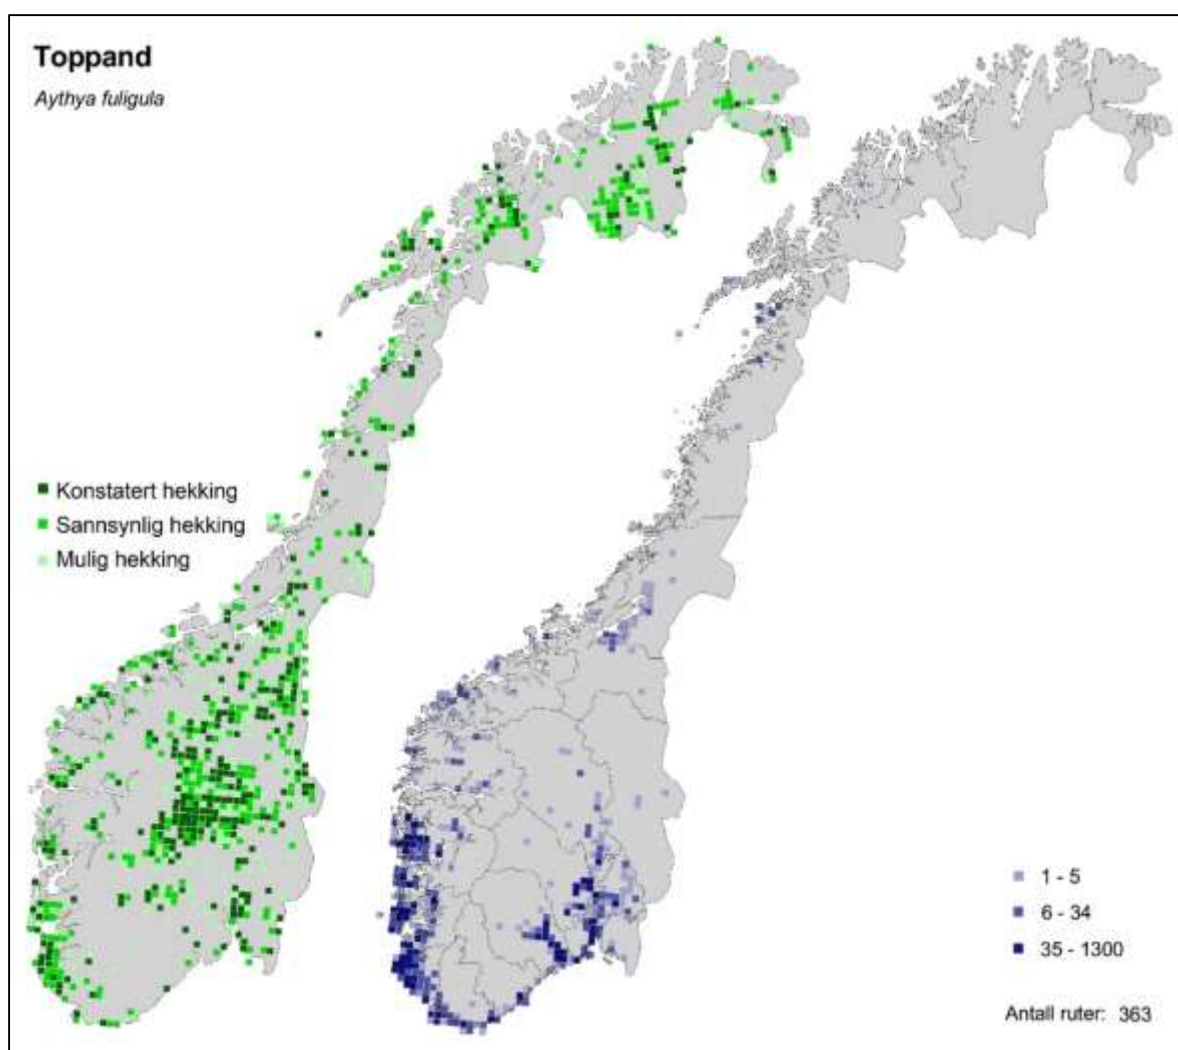 Toppand
Aythya fuligula
Konstatert hekking
Sannsynlig hekking
Mulig hekking
1 - 5
6 - 34
35 - 1300
Antall ruter: 363